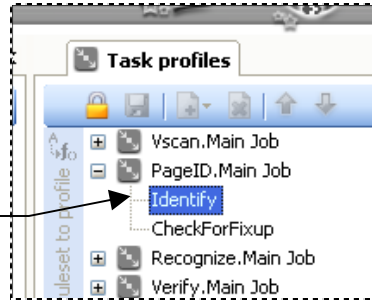 Task profiles
Vscan.Main Job
PageID.Main Job
Identify
CheckForFixup
Recognize.Main Job
Verify.Main Job
uleset to profile